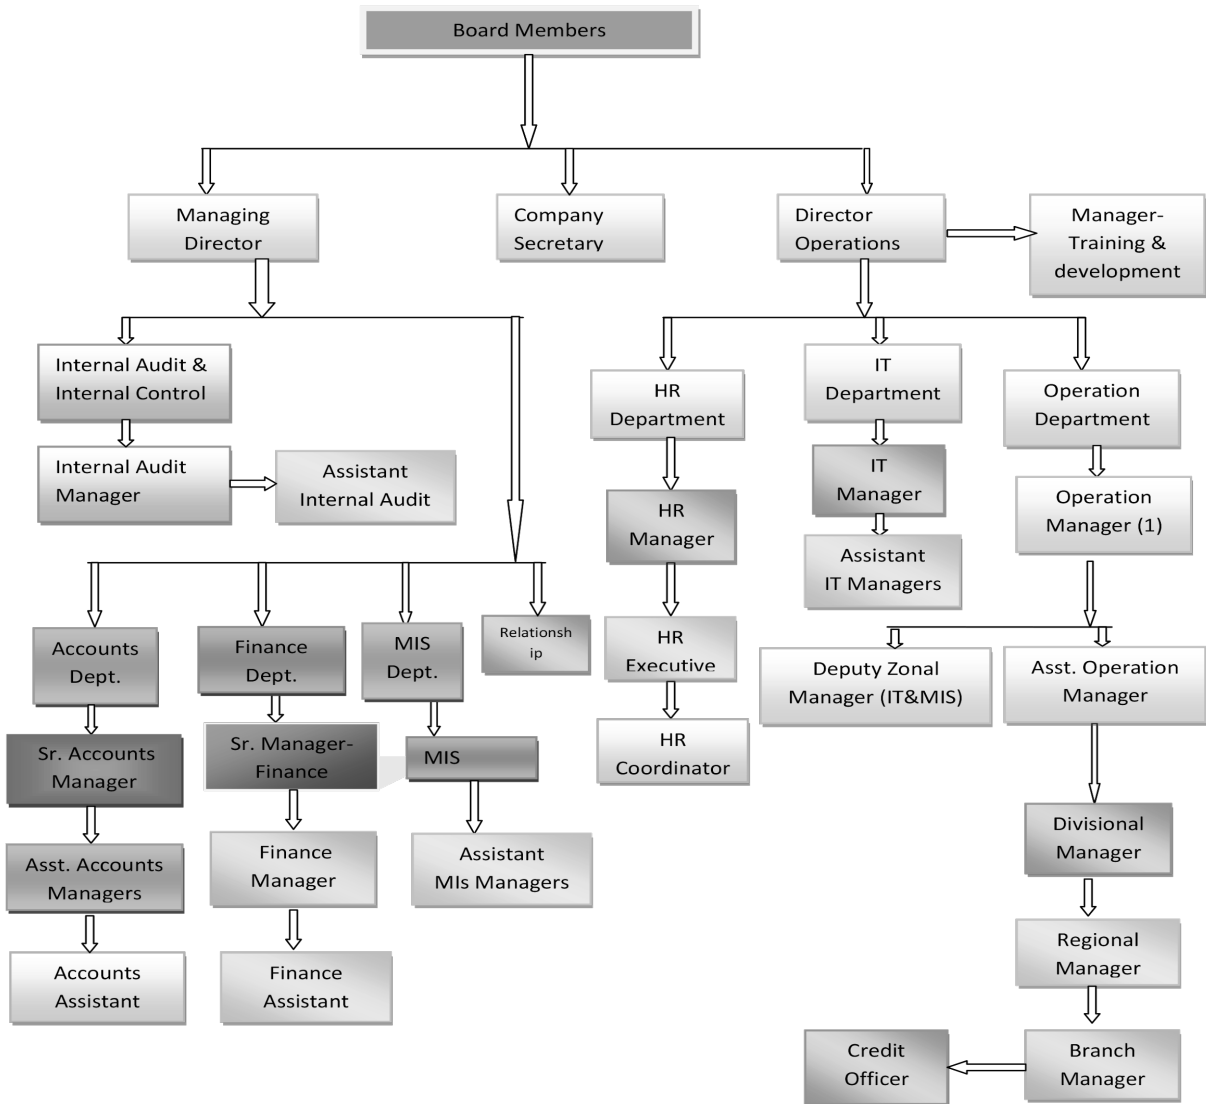 Board Members
Managing
Director
Company
Secretary
Director
Operations
Manager-
Training &
development
Internal Audit &
Internal Control
Internal Audit
Manager
Assistant
Internal Audit
HR
Department
HR
Manager
HR
Executive
HR
Coordinator
IT
Department
IT
Manager
Assistant
IT Managers
Operation
Department
Operation
Manager (1)
Deputy Zonal
Manager (IT&MIS)
Asst. Operation
Manager
Divisional
Manager
Regional
Manager
Branch
Manager
Credit
Officer
Accounts
Dept.
Sr. Accounts
Manager
Asst. Accounts
Managers
Accounts
Assistant
Finance
Dept.
Sr. Manager-
Finance
Finance
Manager
Finance
Assistant
MIS
Dept.
MIS
Assistant
MIs Managers
Relationsh
ip